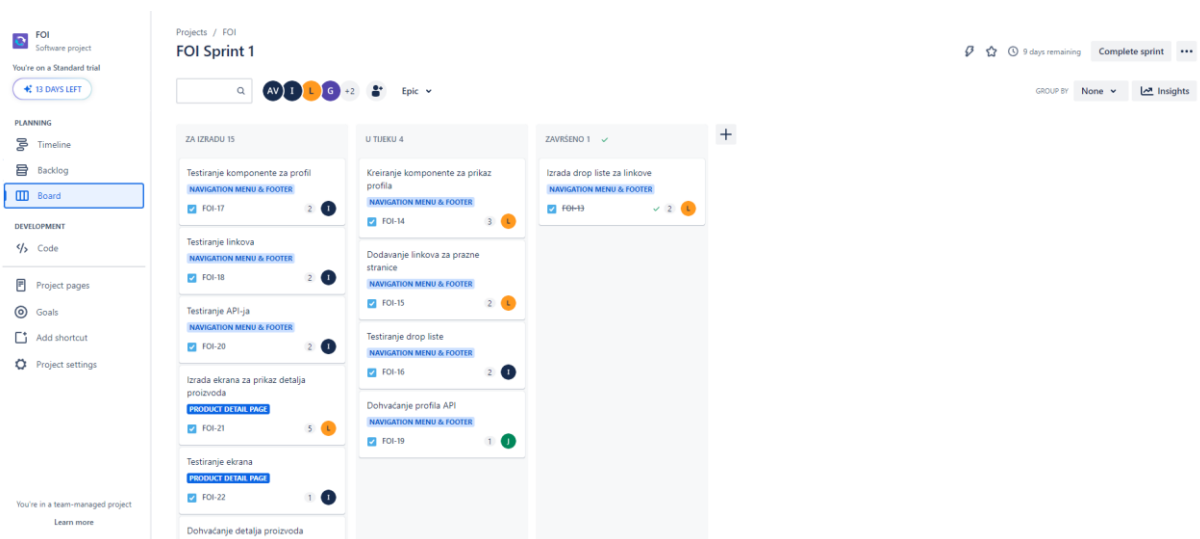 FOI
Software project
You're on a Standard trial
13 DAYS LEFT
PLANNING
Timeline
Backlog
Board
DEVELOPMENT
Code
Project pages
Goals
Add shortcut
Project settings
You're in a team-managed project
Learn more
Projects / FOI
FOI Sprint 1
9 days remaining
Complete sprint
AV I L G +2
Epic
GROUP BY None
Insights
ZA IZRADU 15
Testiranje komponente za profil
NAVIGATION MENU & FOOTER
FOI-17 2 I
Testiranje linkova
NAVIGATION MENU & FOOTER
FOI-18 2 I
Testiranje API-ja
NAVIGATION MENU & FOOTER
FOI-20 2 I
Izrada ekrana za prikaz detalja
proizvoda
PRODUCT DETAIL PAGE
FOI-21 5 L
Testiranje ekrana
PRODUCT DETAIL PAGE
FOI-22 1 I
Dohvaćanje detalja proizvoda
U TIJEKU 4
Kreiranje komponente za prikaz
profila
NAVIGATION MENU & FOOTER
FOI-14 3 L
Dodavanje linkova za prazne
stranice
NAVIGATION MENU & FOOTER
FOI-15 2 L
Testiranje drop liste
NAVIGATION MENU & FOOTER
FOI-16 2 I
Dohvaćanje profila API
NAVIGATION MENU & FOOTER
FOI-19 1 J
ZAVRŠENO 1
Izrada drop liste za linkove
NAVIGATION MENU & FOOTER
FOI-13 2 L